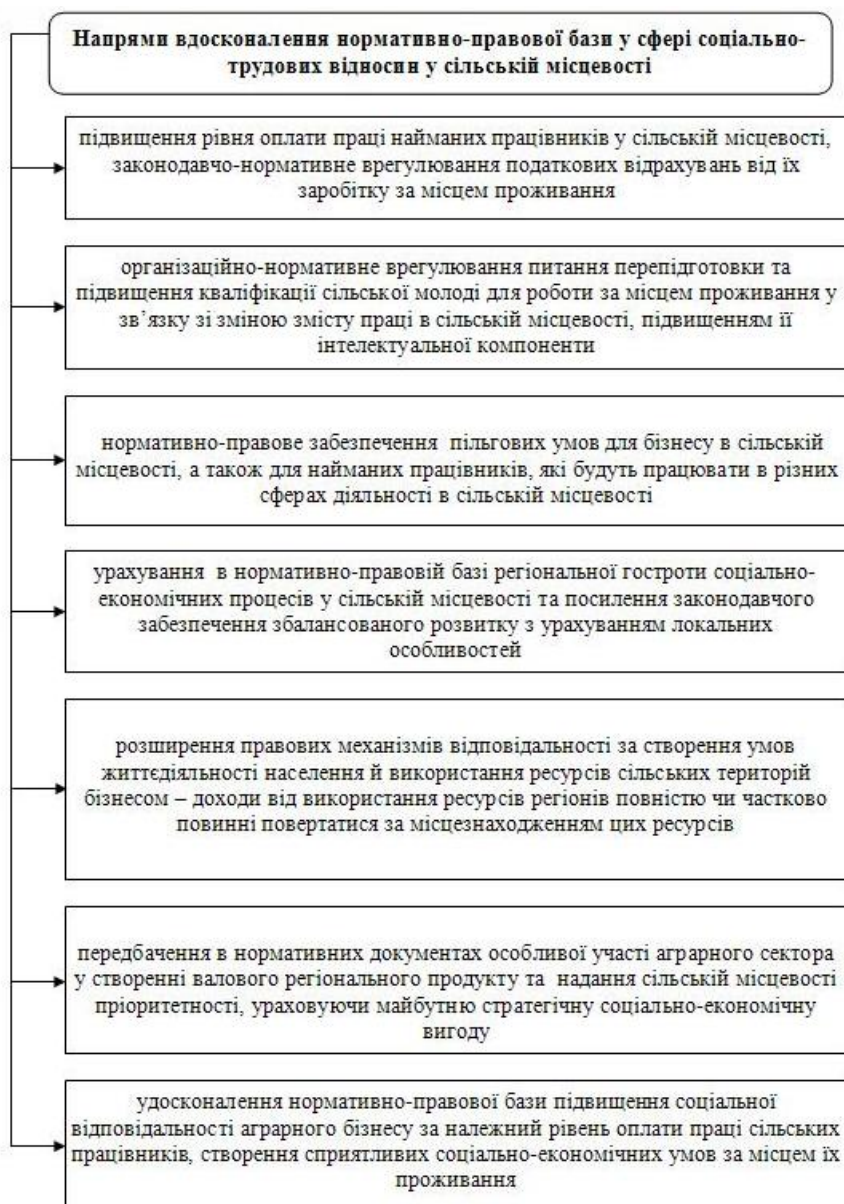 Напрями вдосконалення нормативно-правової бази у сфері соціально-
трудових відносин у сільській місцевості
підвищення рівня оплати праці найманих працівників у сільській місцевості,
законодавчо-нормативне врегулювання податкових відрахувань від їх
заробітку за місцем проживання
організаційно-нормативне врегулювання питання перепідготовки та
підвищення кваліфікації сільської молоді для роботи за місцем проживання у
зв’язку зі зміною змісту праці в сільській місцевості, підвищенням її
інтелектуальної компоненти
нормативно-правове забезпечення пільгових умов для бізнесу в сільській
місцевості, а також для найманих працівників, які будуть працювати в різних
сферах діяльності в сільській місцевості
урахування в нормативно-правовій базі регіональної гостроти соціально-
економічних процесів у сільській місцевості та посилення законодавчого
забезпечення збалансованого розвитку з урахуванням локальних
особливостей
розширення правових механізмів відповідальності за створення умов
життєдіяльності населення й використання ресурсів сільських територій
бізнесом – доходи від використання ресурсів регіонів повністю чи частково
повинні повертатися за місцезнаходженням цих ресурсів
передбачення в нормативних документах особливої участі аграрного сектора
у створенні валового регіонального продукту та надання сільській місцевості
пріоритетності, ураховуючи майбутню стратегічну соціально-економічну
вигоду
удосконалення нормативно-правової бази підвищення соціальної
відповідальності аграрного бізнесу за належний рівень оплати праці сільських
працівників, створення сприятливих соціально-економічних умов за місцем їх
проживання